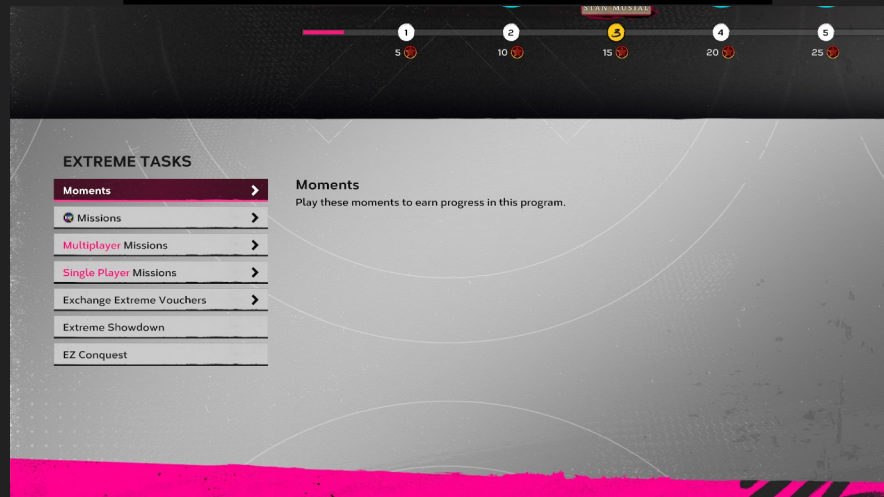 STAN MUSIAL
1 2 3 4 5
5 10 15 20 25
EXTREME TASKS
Moments
Missions
Multiplayer Missions
Single Player Missions
Exchange Extreme Vouchers
Extreme Showdown
EZ Conquest
Moments
Play these moments to earn progress in this program.